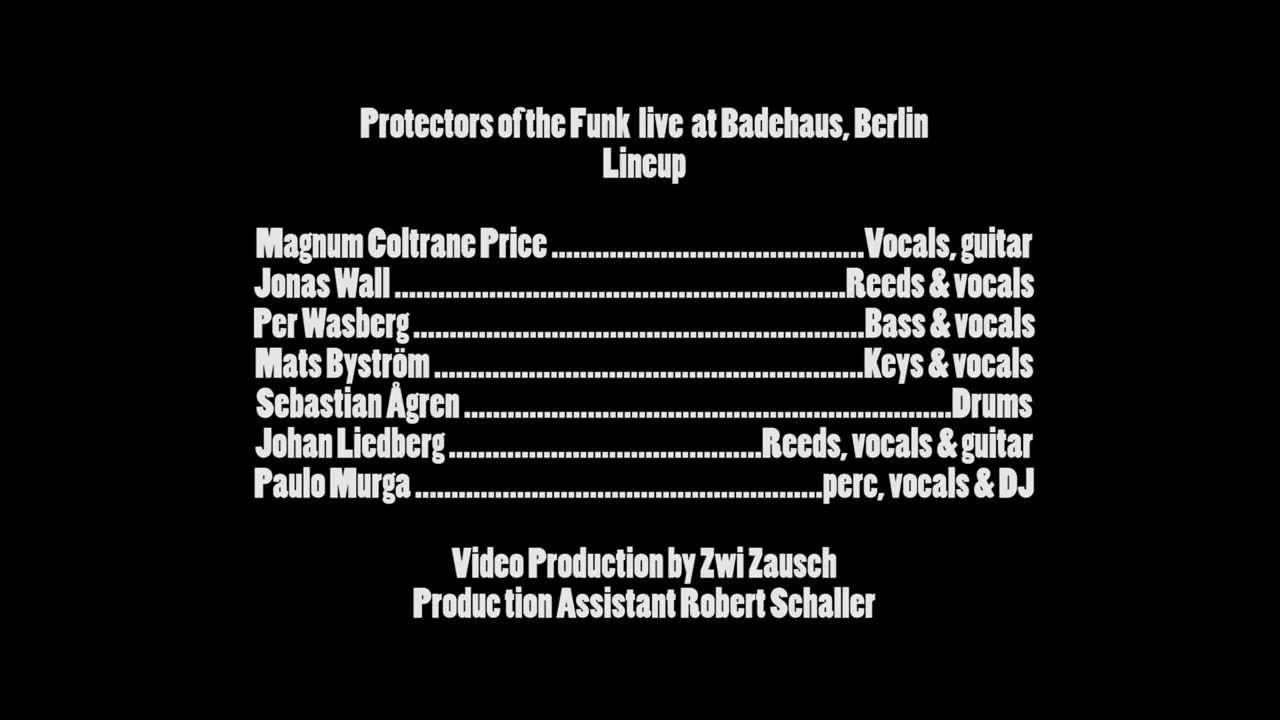 Protectors of the Funk live at Badehaus, Berlin
Lineup
Magnum Coltrane Price ...........................................Vocals, guitar
Jonas Wall ..............................................................Reeds & vocals
Per Wasberg ..............................................................Bass & vocals
Mats Byström ...........................................................Keys & vocals
Sebastian Ågren ...................................................................Drums
Johan Liedberg ...........................................Reeds, vocals & guitar
Paulo Murga ........................................................perc, vocals & DJ
Video Production by Zwi Zausch
Produc tion Assistant Robert Schaller